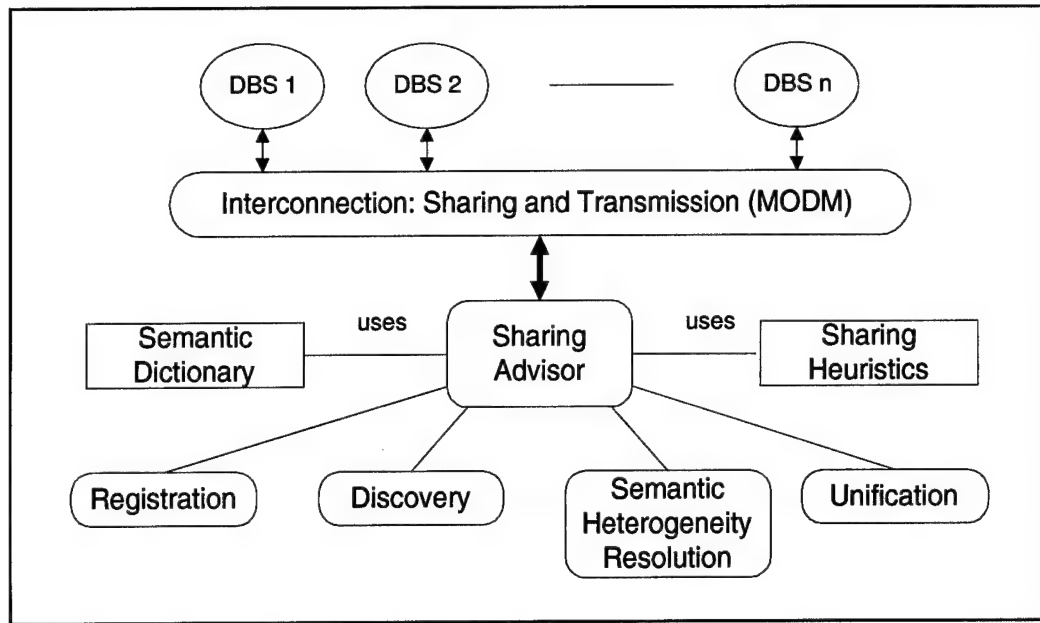 DBS 1
DBS 2
DBS n
Interconnection: Sharing and Transmission (MODM)
Semantic
Dictionary
uses
Sharing
Advisor
uses
Sharing
Heuristics
Registration
Discovery
Semantic
Heterogeneity
Resolution
Unification